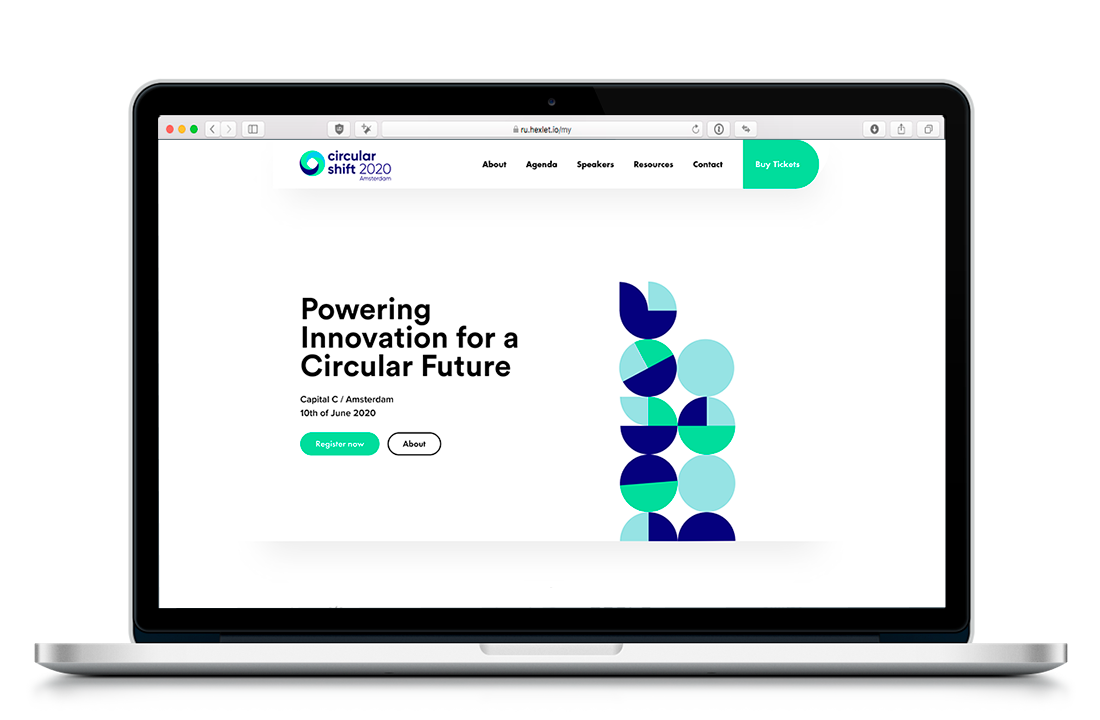 ru.hexlet.io/my
circular
shift 2020
Amsterdam
About
Agenda
Speakers
Resources
Contact
Buy Tickets
Powering
Innovation for a
Circular Future
Capital C / Amsterdam
10th of June 2020
Register now
About